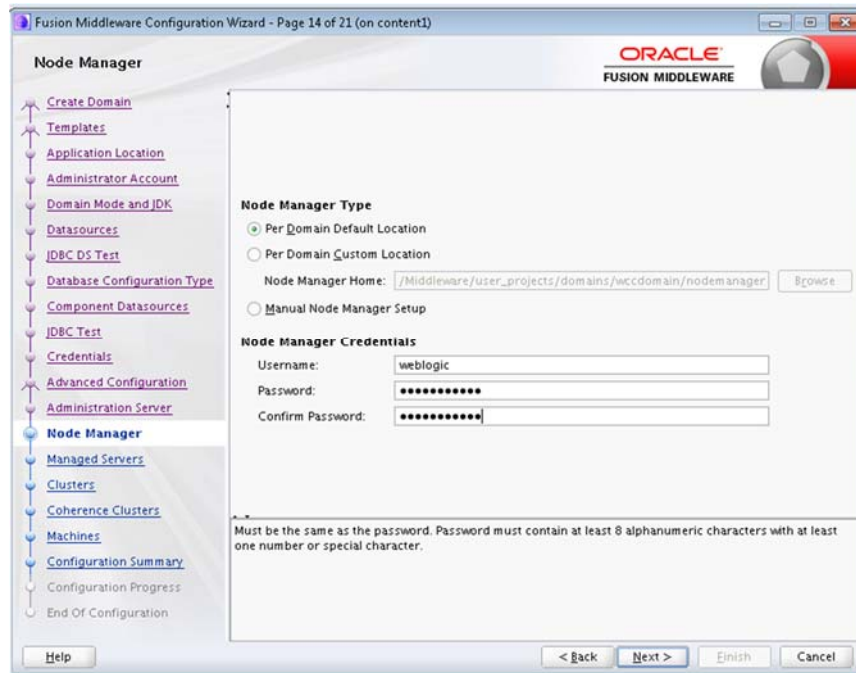 Fusion Middleware Configuration Wizard - Page 14 of 21 (on content1)
Node Manager
ORACLE
FUSION MIDDLEWARE
Create Domain
Templates
Application Location
Administrator Account
Domain Mode and JDK
Datasources
JDBC DS Test
Database Configuration Type
Component Datasources
JDBC Test
Credentials
Advanced Configuration
Administration Server
Node Manager
Managed Servers
Clusters
Coherence Clusters
Machines
Configuration Summary
Configuration Progress
End Of Configuration
Node Manager Type
Per Domain Default Location
Per Domain Custom Location
Node Manager Home: /Middleware/user_projects/domains/wccdomain/nodemanager Browse
Manual Node Manager Setup
Node Manager Credentials
Username: weblogic
Password: •••••••••••
Confirm Password: •••••••••••
Must be the same as the password. Password must contain at least 8 alphanumeric characters with at least
one number or special character.
Help < Back Next > Finish Cancel